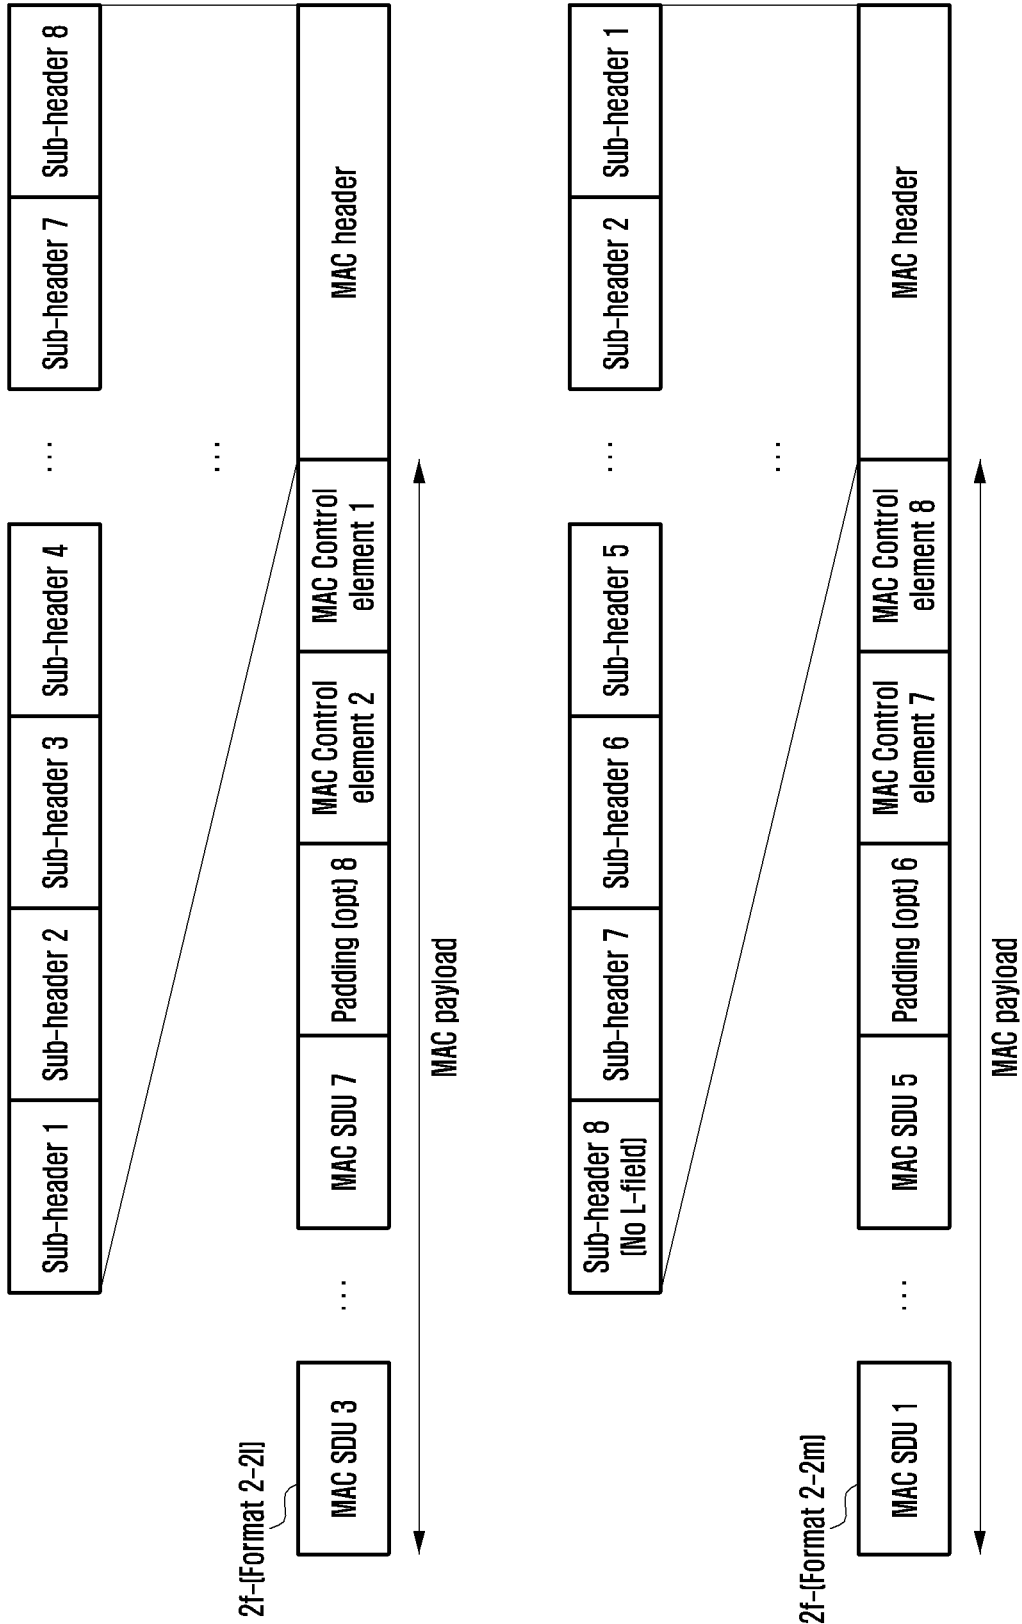 Sub-header 1
Sub-header 2
Sub-header 3
Sub-header 4
...
Sub-header 7
Sub-header 8
...
2f-(Format 2-2l)
MAC SDU 3
...
MAC SDU 7
Padding (opt) 8
MAC Control
element 2
MAC Control
element 1
MAC header
MAC payload
Sub-header 8
(No L-field)
Sub-header 7
Sub-header 6
Sub-header 5
...
Sub-header 2
Sub-header 1
...
2f-(Format 2-2m)
MAC SDU 1
...
MAC SDU 5
Padding (opt) 6
MAC Control
element 7
MAC Control
element 8
MAC header
MAC payload